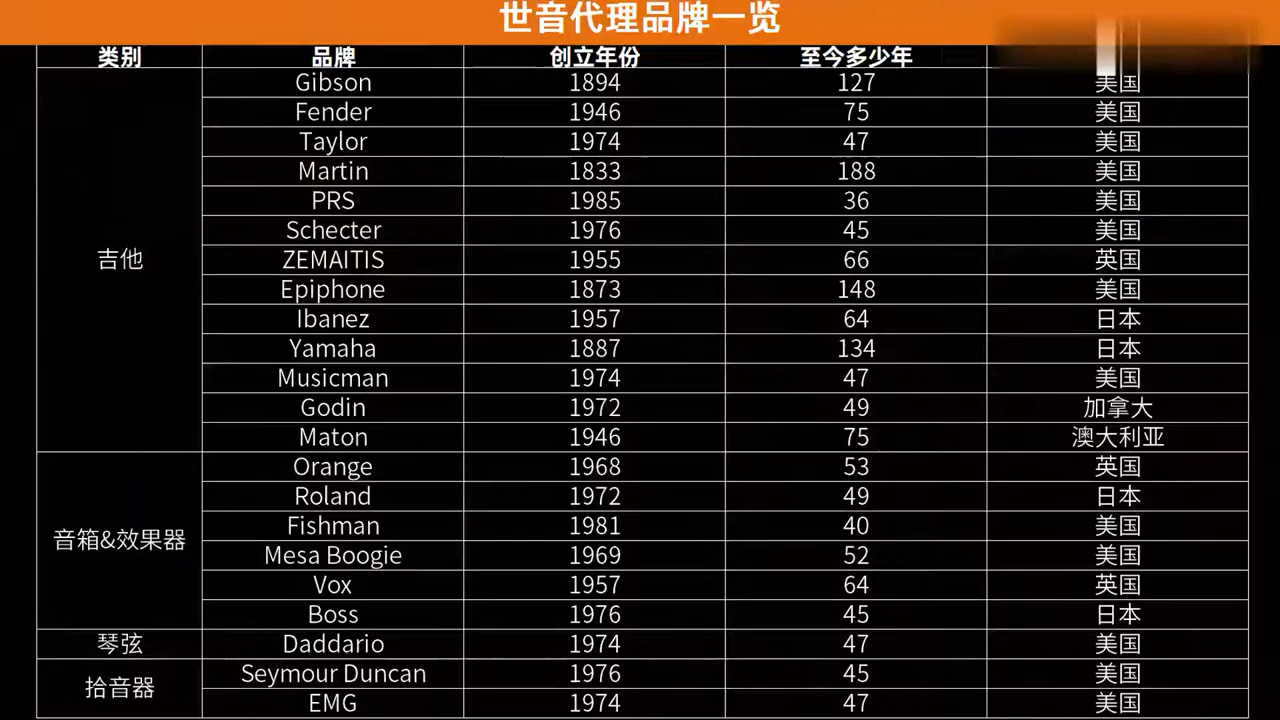 世音代理品牌一览
类别 品牌 创立年份 至今多少年
吉他 Gibson 1894 127 美国
Fender 1946 75 美国
Taylor 1974 47 美国
Martin 1833 188 美国
PRS 1985 36 美国
Schecter 1976 45 美国
ZEMAITIS 1955 66 英国
Epiphone 1873 148 美国
Ibanez 1957 64 日本
Yamaha 1887 134 日本
Musicman 1974 47 美国
Godin 1972 49 加拿大
Maton 1946 75 澳大利亚
音箱&效果器 Orange 1968 53 英国
Roland 1972 49 日本
Fishman 1981 40 美国
Mesa Boogie 1969 52 美国
Vox 1957 64 英国
Boss 1976 45 日本
琴弦 Daddario 1974 47 美国
拾音器 Seymour Duncan 1976 45 美国
EMG 1974 47 美国